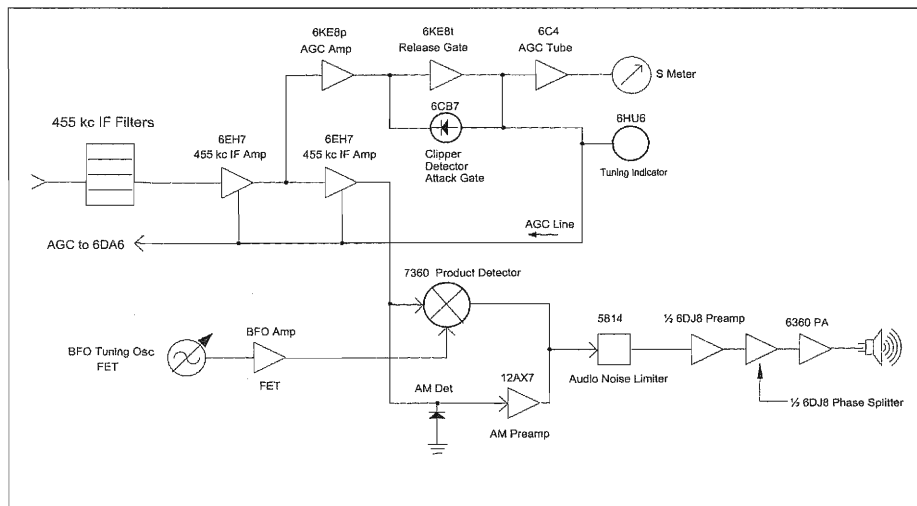 6KE8p
AGC Amp
6KE8t
Release Gate
6C4
AGC Tube
S Meter
6CB7
6HU6
455 kc IF Filters
6EH7
455 kc IF Amp
6EH7
455 kc IF Amp
Clipper
Detector
Attack Gate
Tuning Indicator
AGC Line
AGC to 6DA6
7360 Product Detector
BFO Amp
5814
½ 6DJ8 Preamp
6360 PA
BFO Tuning Osc
FET
FET
AM Det
12AX7
Audio Noise Limiter
½ 6DJ8 Phase Splitter
AM Preamp